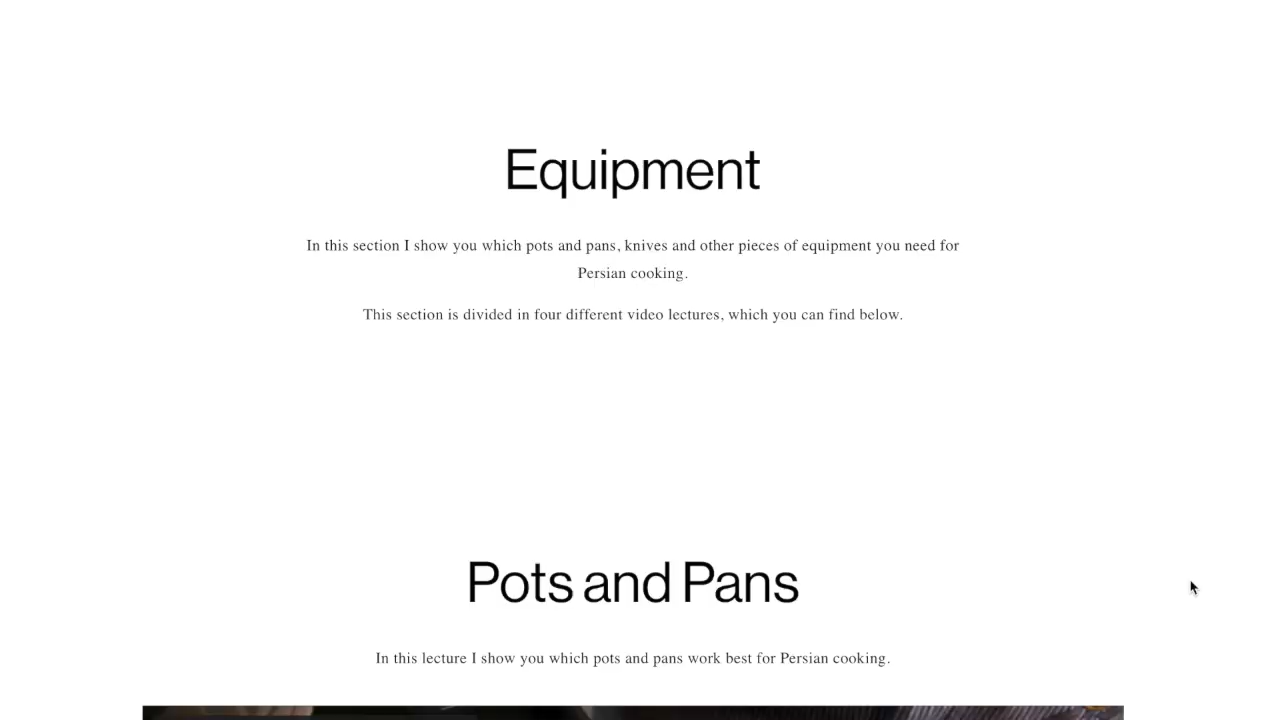 Equipment
In this section I show you which pots and pans, knives and other pieces of equipment you need for
Persian cooking.
This section is divided in four different video lectures, which you can find below.
Pots and Pans
In this lecture I show you which pots and pans work best for Persian cooking.